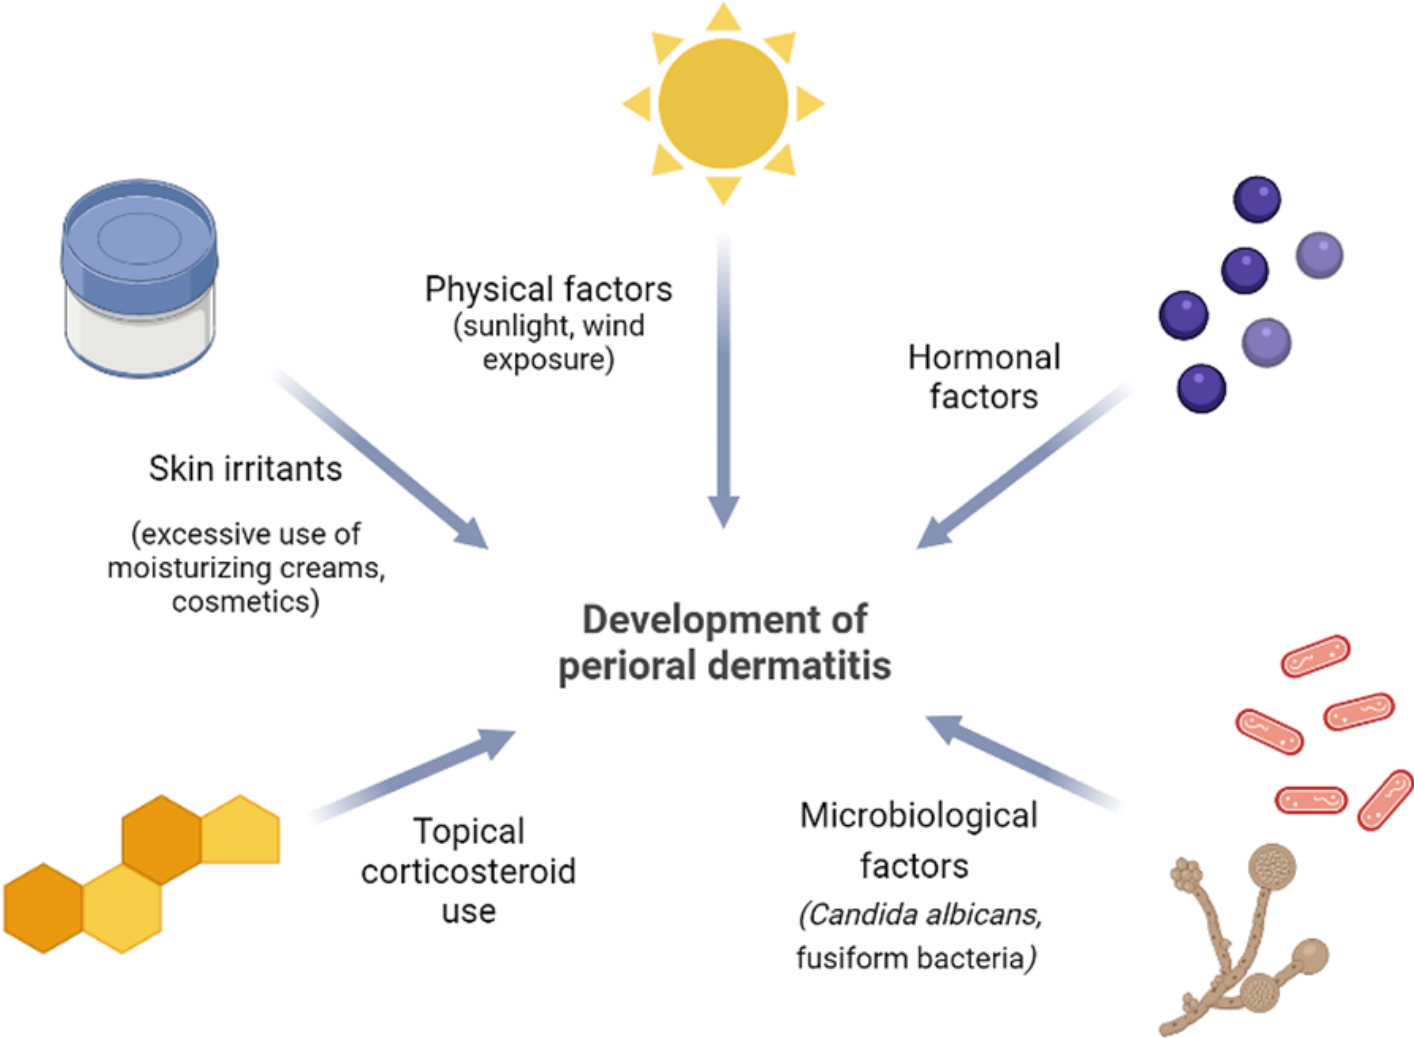 Physical factors
(sunlight, wind
exposure)
Hormonal
factors
Skin irritants
(excessive use of
moisturizing creams,
cosmetics)
Development of
perioral dermatitis
Topical
corticosteroid
use
Microbiological
factors
(Candida albicans,
fusiform bacteria)